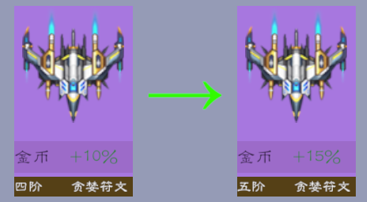 金币 +10%
四阶 贪婪符文
金币 +15%
五阶 贪婪符文